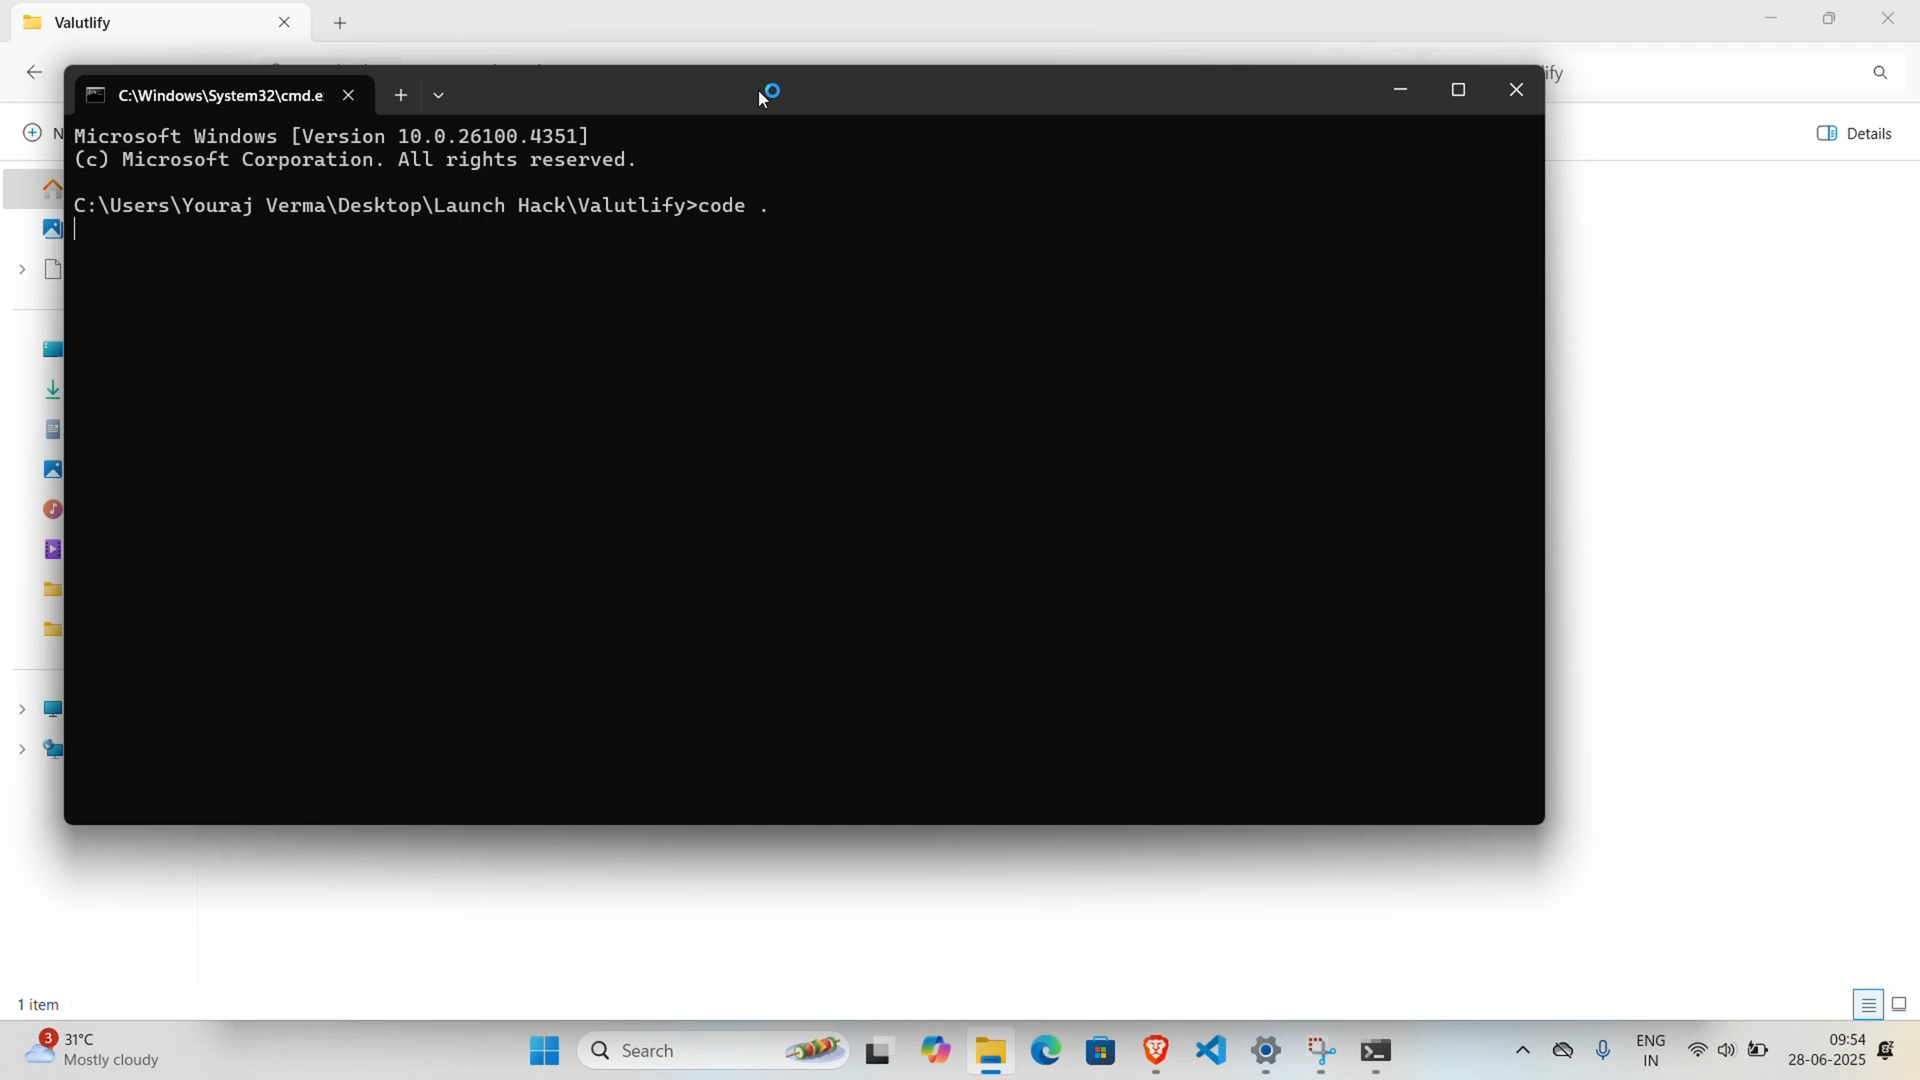 Valutlify
ify
C:\Windows\System32\cmd.e
Details
Microsoft Windows [Version 10.0.26100.4351]
(c) Microsoft Corporation. All rights reserved.
C:\Users\Youraj Verma\Desktop\Launch Hack\Valutlify>code .
1 item
3
31°C
Mostly cloudy
Search
ENG
IN
09:54
28-06-2025